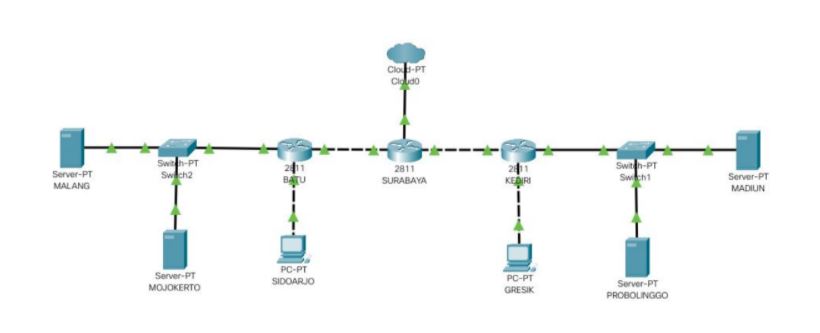 Cloud-PT
Cloud0
Server-PT
MALANG
Switch-PT
Switch2
2811
BATU
2811
SURABAYA
2811
KEDIRI
Switch-PT
Switch1
Server-PT
MADIUN
Server-PT
MOJOKERTO
PC-PT
SIDOARJO
PC-PT
GRESIK
Server-PT
PROBOLINGGO